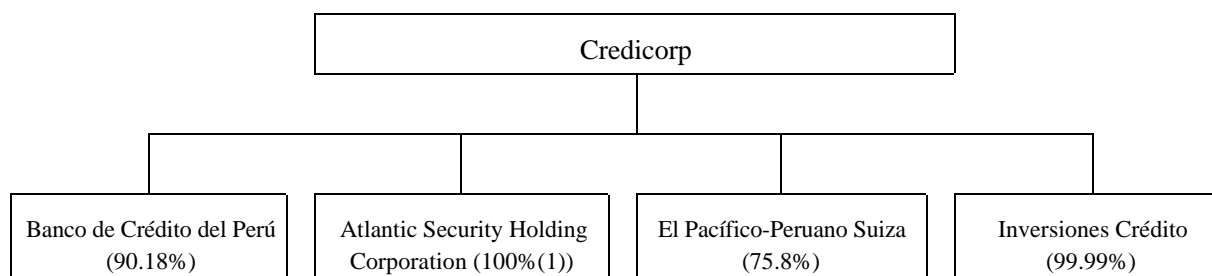 Credicorp
Banco de Crédito del Perú
(90.18%)
Atlantic Security Holding
Corporation (100%(1))
El Pacífico-Peruano Suiza
(75.8%)
Inversiones Crédito
(99.99%)